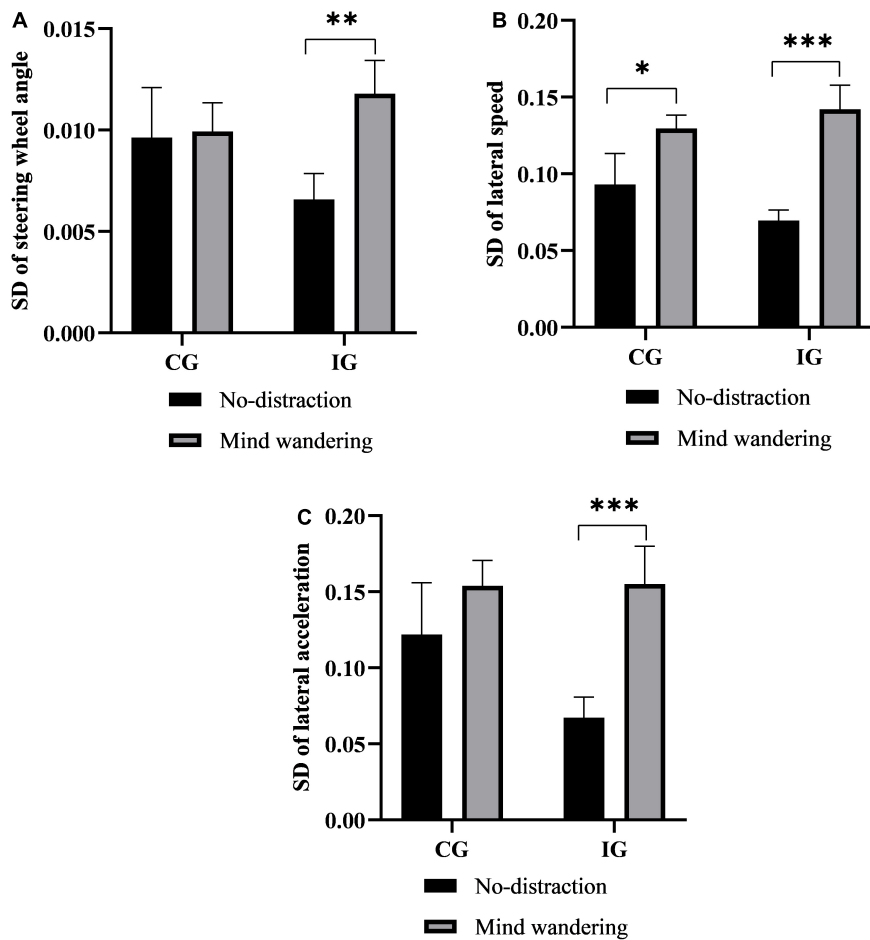 A
SD of steering wheel angle
0.015
0.010
0.005
0.000
**
CG
IG
No-distraction
Mind wandering
B
SD of lateral speed
0.20
0.15
0.10
0.05
0.00
*
***
CG
IG
No-distraction
Mind wandering
C
SD of lateral acceleration
0.20
0.15
0.10
0.05
0.00
***
CG
IG
No-distraction
Mind wandering